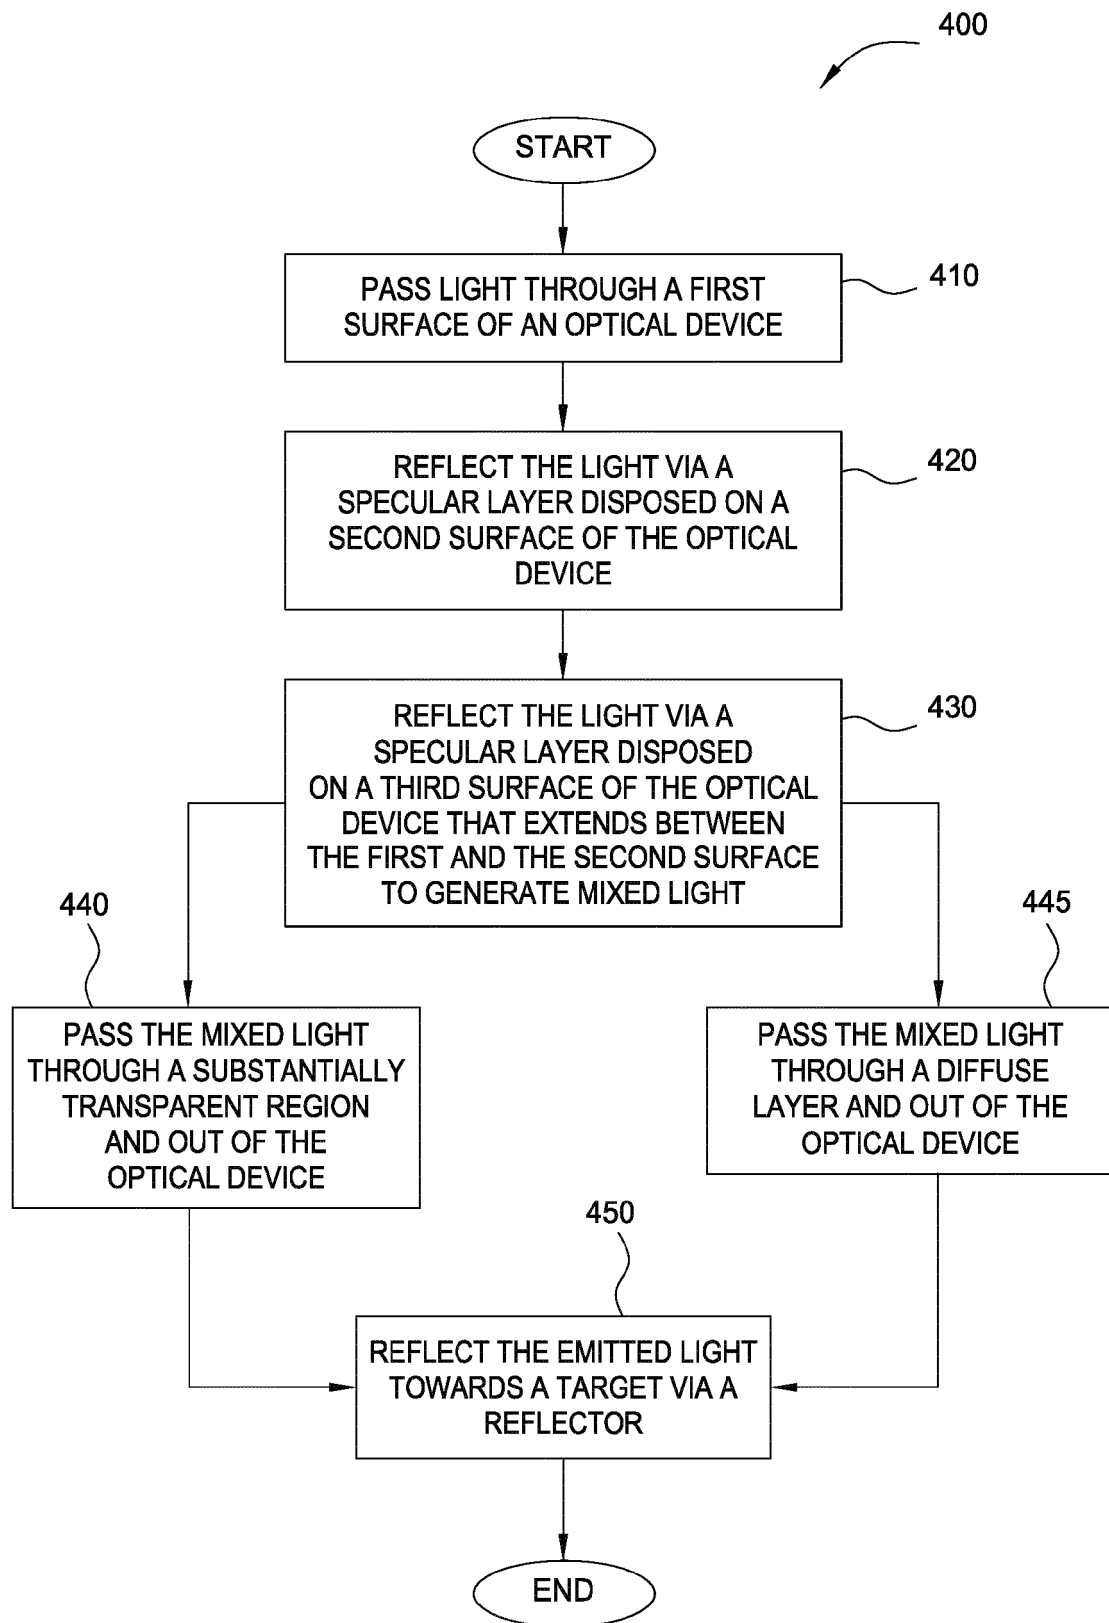 400
START
PASS LIGHT THROUGH A FIRST
SURFACE OF AN OPTICAL DEVICE
410
REFLECT THE LIGHT VIA A
SPECULAR LAYER DISPOSED ON A
SECOND SURFACE OF THE OPTICAL
DEVICE
420
REFLECT THE LIGHT VIA A
SPECULAR LAYER DISPOSED
ON A THIRD SURFACE OF THE OPTICAL
DEVICE THAT EXTENDS BETWEEN
THE FIRST AND THE SECOND SURFACE
TO GENERATE MIXED LIGHT
430
440
PASS THE MIXED LIGHT
THROUGH A SUBSTANTIALLY
TRANSPARENT REGION
AND OUT OF THE
OPTICAL DEVICE
445
PASS THE MIXED LIGHT
THROUGH A DIFFUSE
LAYER AND OUT OF THE
OPTICAL DEVICE
450
REFLECT THE EMITTED LIGHT
TOWARDS A TARGET VIA A
REFLECTOR
END